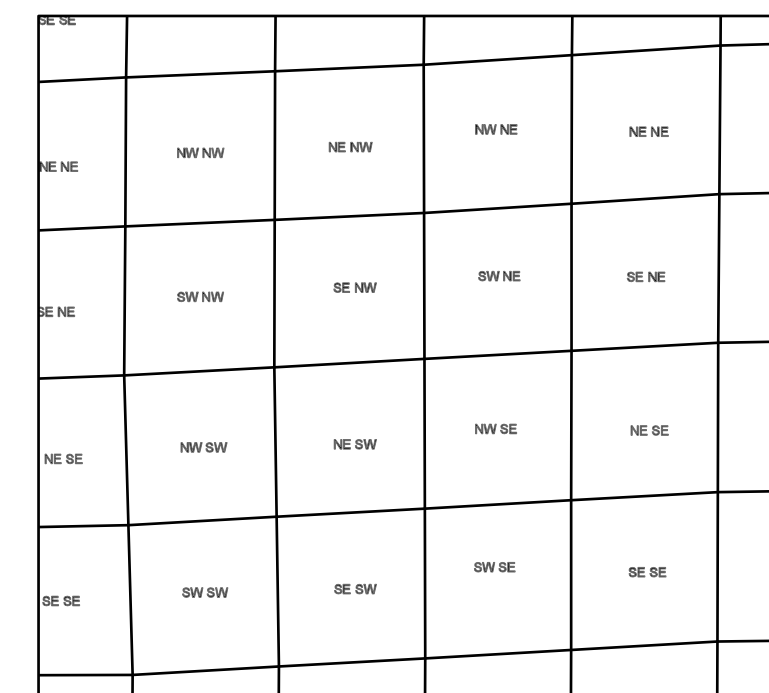 SE SE
NE NE
NW NW
NE NW
NW NE
NE NE
SE NE
SW NW
SE NW
SW NE
SE NE
NE SE
NW SW
NE SW
NW SE
NE SE
SE SE
SW SW
SE SW
SW SE
SE SE